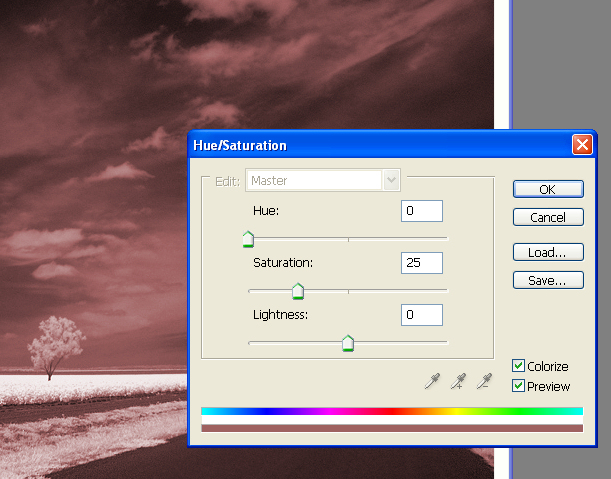 Hue/Saturation
Edit: Master
OK
Hue: 0
Cancel
Load...
Saturation: 25
Save...
Lightness: 0
Colorize
Preview